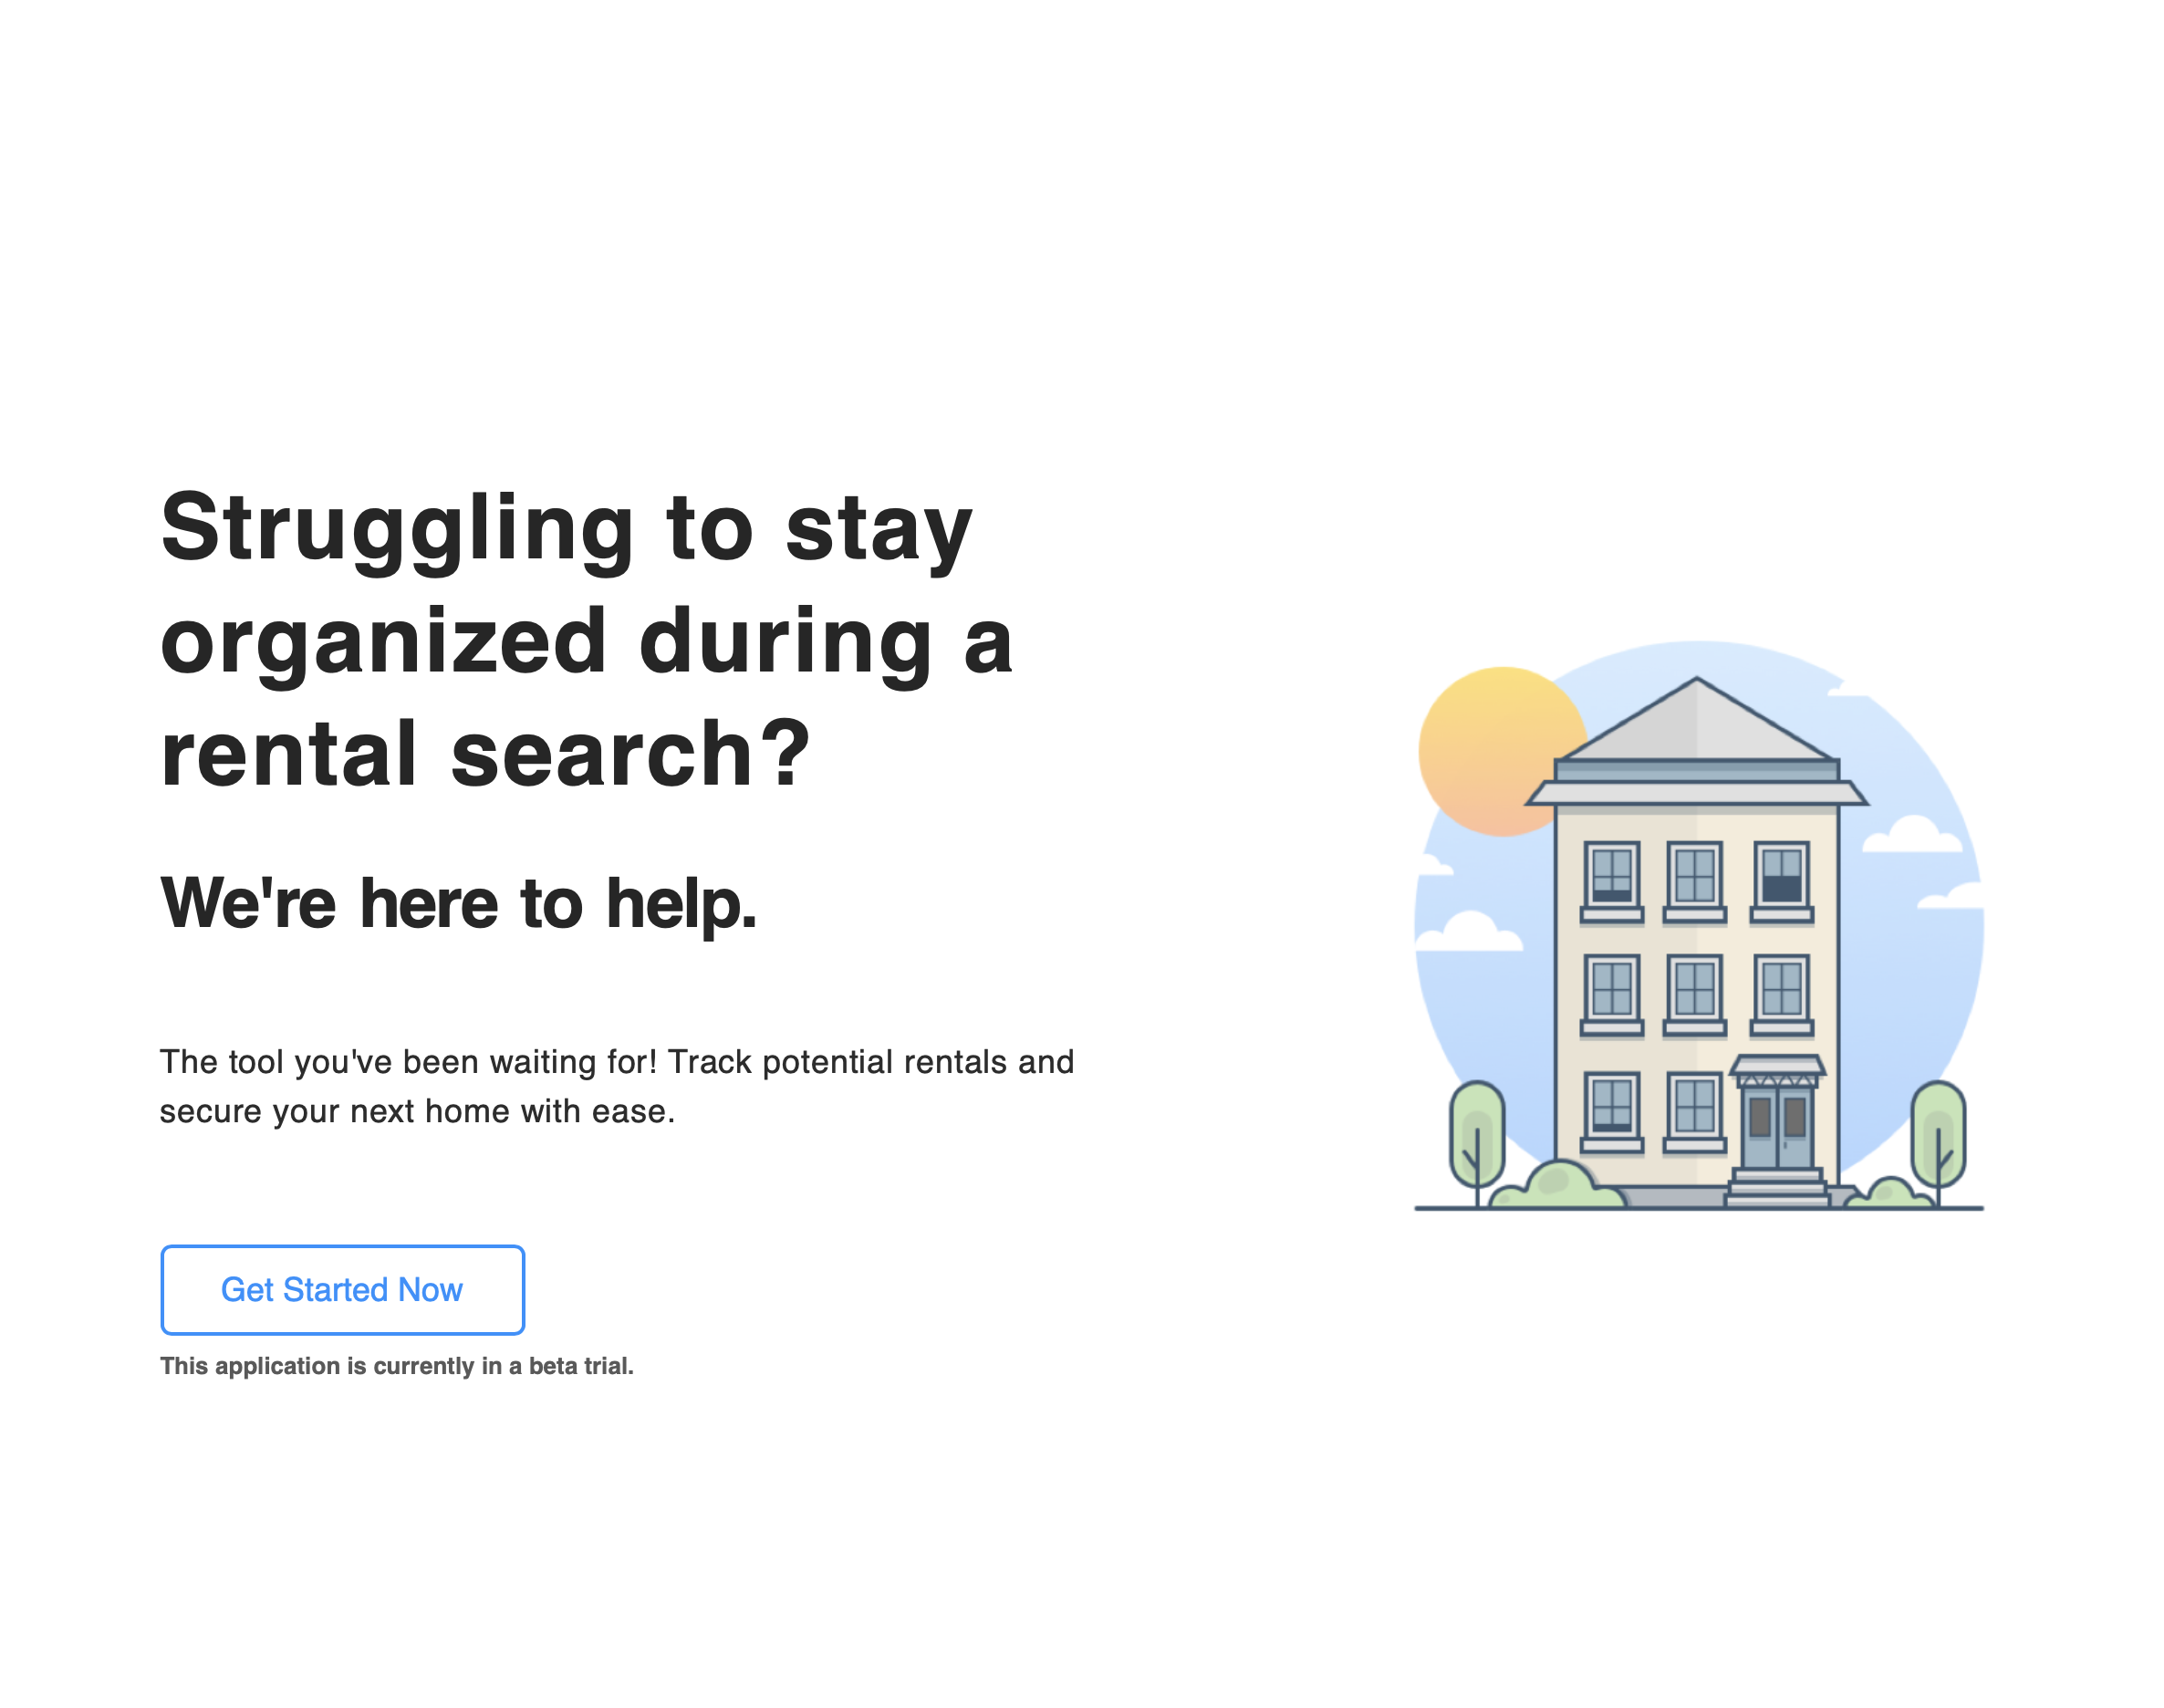 Struggling to stay
organized during a
rental search?
We're here to help.
The tool you've been waiting for! Track potential rentals and
secure your next home with ease.
Get Started Now
This application is currently in a beta trial.